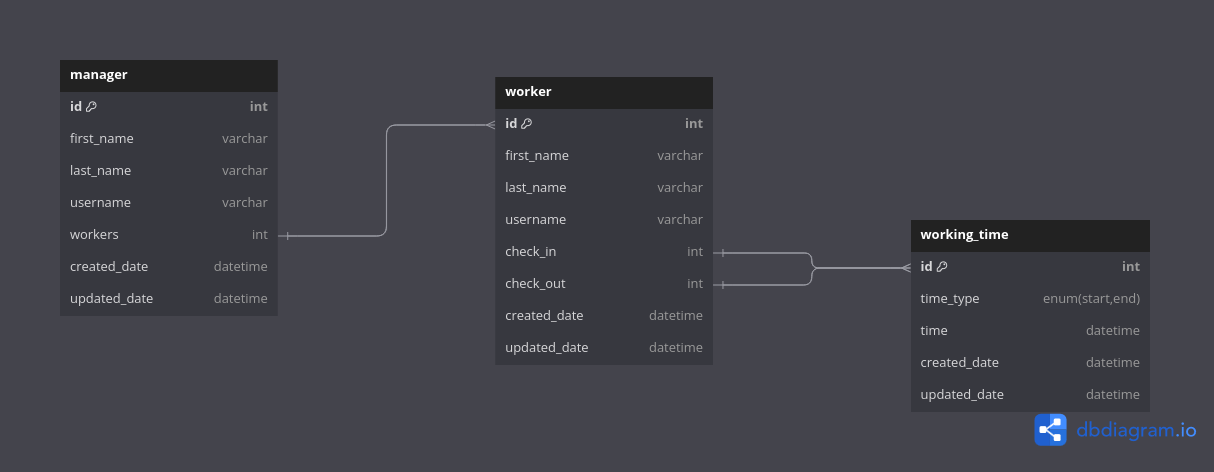 manager
id int
first_name varchar
last_name varchar
username varchar
workers int
created_date datetime
updated_date datetime
worker
id int
first_name varchar
last_name varchar
username varchar
check_in int
check_out int
created_date datetime
updated_date datetime
working_time
id int
time_type enum(start,end)
time datetime
created_date datetime
updated_date datetime
dbdiagram.io